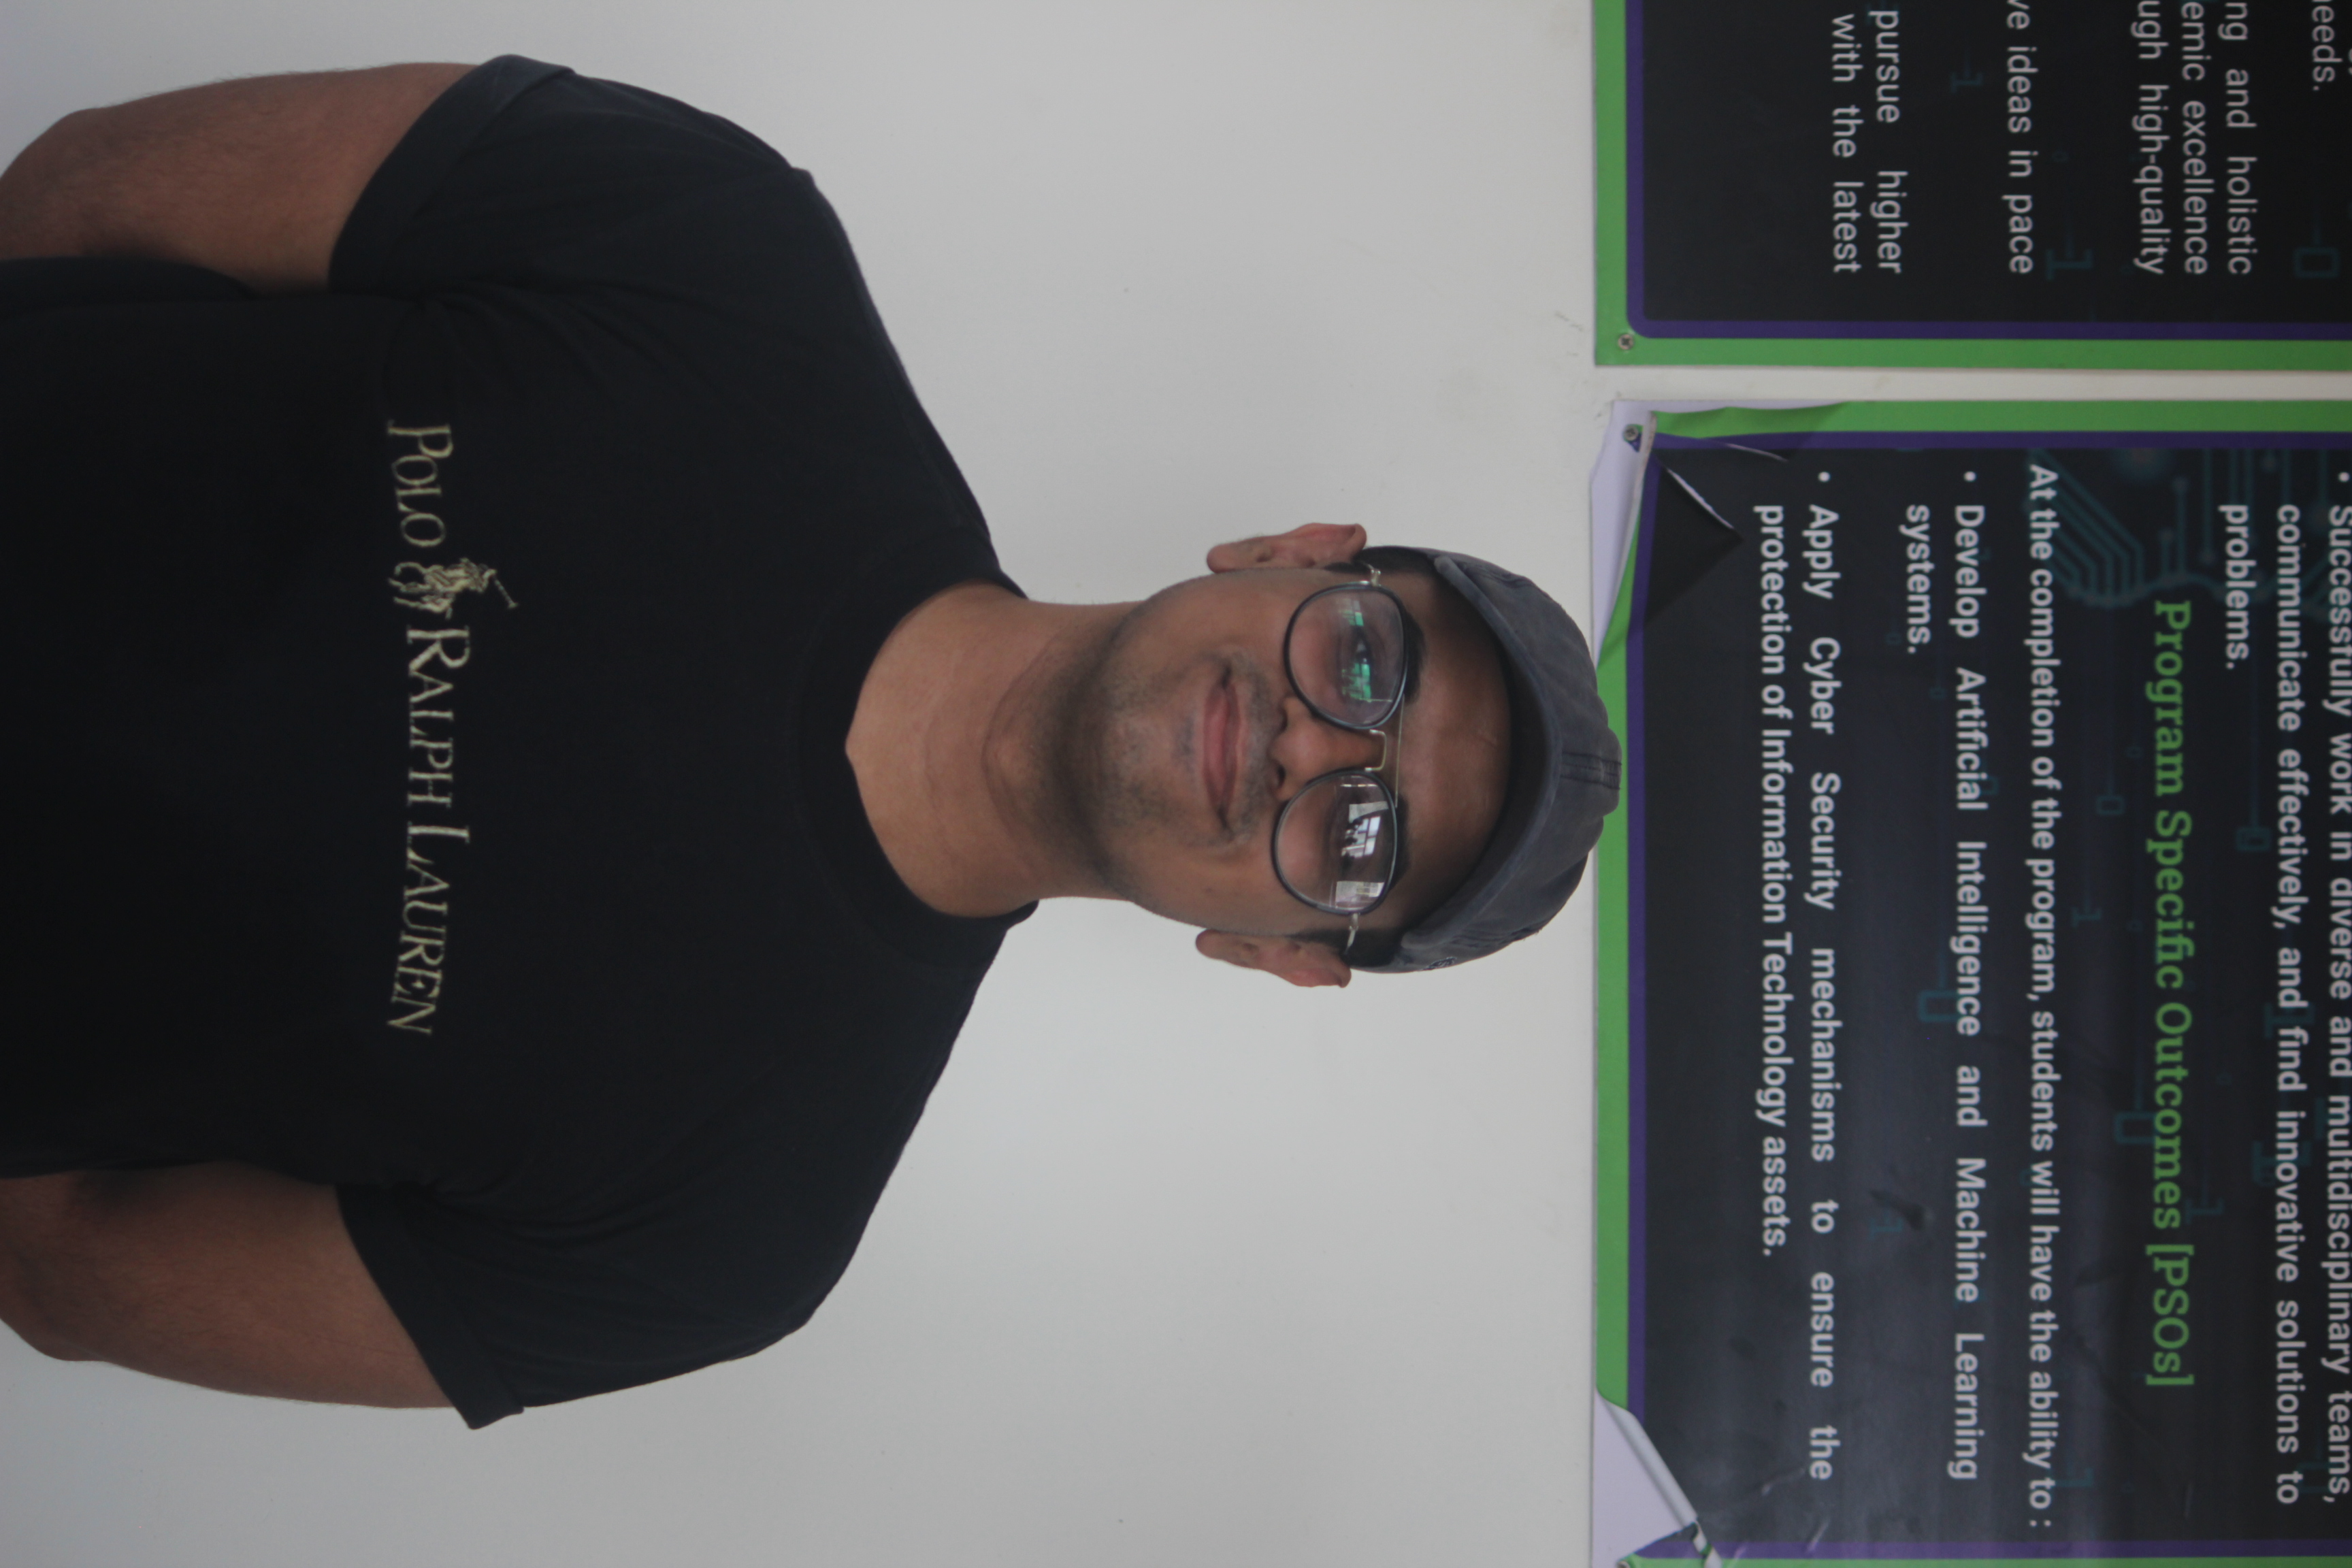 needs.
ng and holistic
emic excellence
ugh high-quality
ve ideas in pace
pursue higher
with the latest
• Successfully work in diverse and multidisciplinary teams,
communicate effectively, and find innovative solutions to
problems.
Program Specific Outcomes [PSOs]
At the completion of the program, students will have the ability to :
• Develop Artificial Intelligence and Machine Learning
systems.
• Apply Cyber Security mechanisms to ensure the
protection of Information Technology assets.
POLO RALPH LAUREN